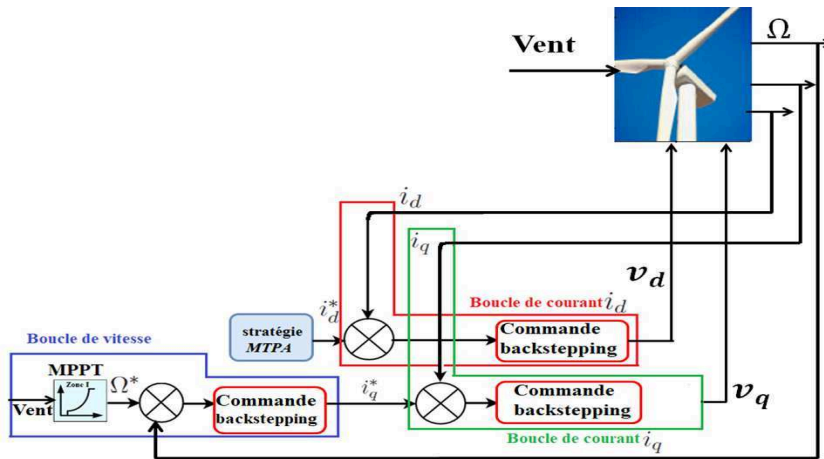 Vent
Ω
i_d
i_q
v_d
Boucle de courant i_d
i_d^*
stratégie
MTPA
Commande
backstepping
Boucle de vitesse
MPPT
Zone I
Ω*
Vent
Commande
backstepping
i_q^*
Commande
backstepping
v_q
Boucle de courant i_q